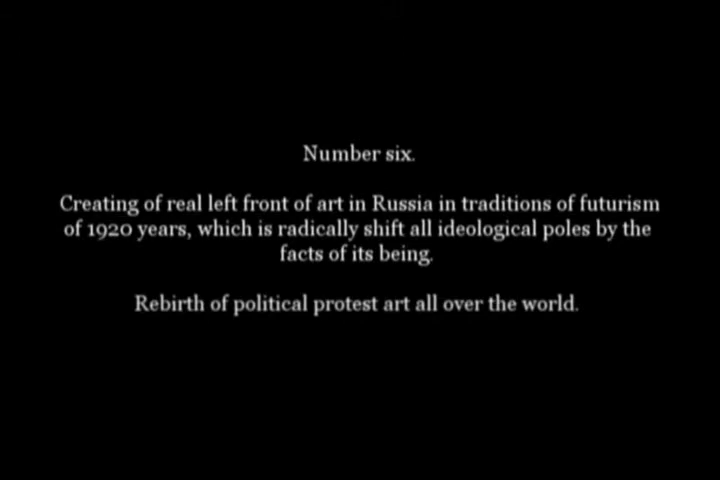 Number six.
Creating of real left front of art in Russia in traditions of futurism
of 1920 years, which is radically shift all ideological poles by the
facts of its being.
Rebirth of political protest art all over the world.